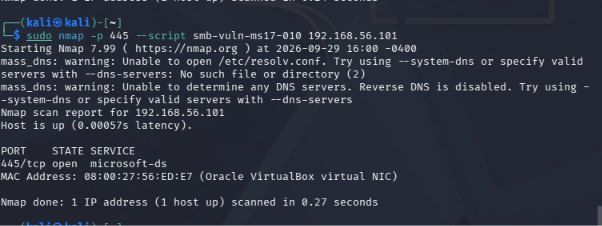 Nmap done: 1 IP address (1 host up) scanned in 0.24 seconds
┌──(kali㉿kali)-[~]
└─$ sudo nmap -p 445 --script smb-vuln-ms17-010 192.168.56.101
Starting Nmap 7.99 ( https://nmap.org ) at 2026-09-29 16:00 -0400
mass_dns: warning: Unable to open /etc/resolv.conf. Try using --system-dns or specify valid
servers with --dns-servers: No such file or directory (2)
mass_dns: warning: Unable to determine any DNS servers. Reverse DNS is disabled. Try using -
-system-dns or specify valid servers with --dns-servers
Nmap scan report for 192.168.56.101
Host is up (0.00057s latency).
PORT    STATE SERVICE
445/tcp open  microsoft-ds
MAC Address: 08:00:27:56:ED:E7 (Oracle VirtualBox virtual NIC)
Nmap done: 1 IP address (1 host up) scanned in 0.27 seconds